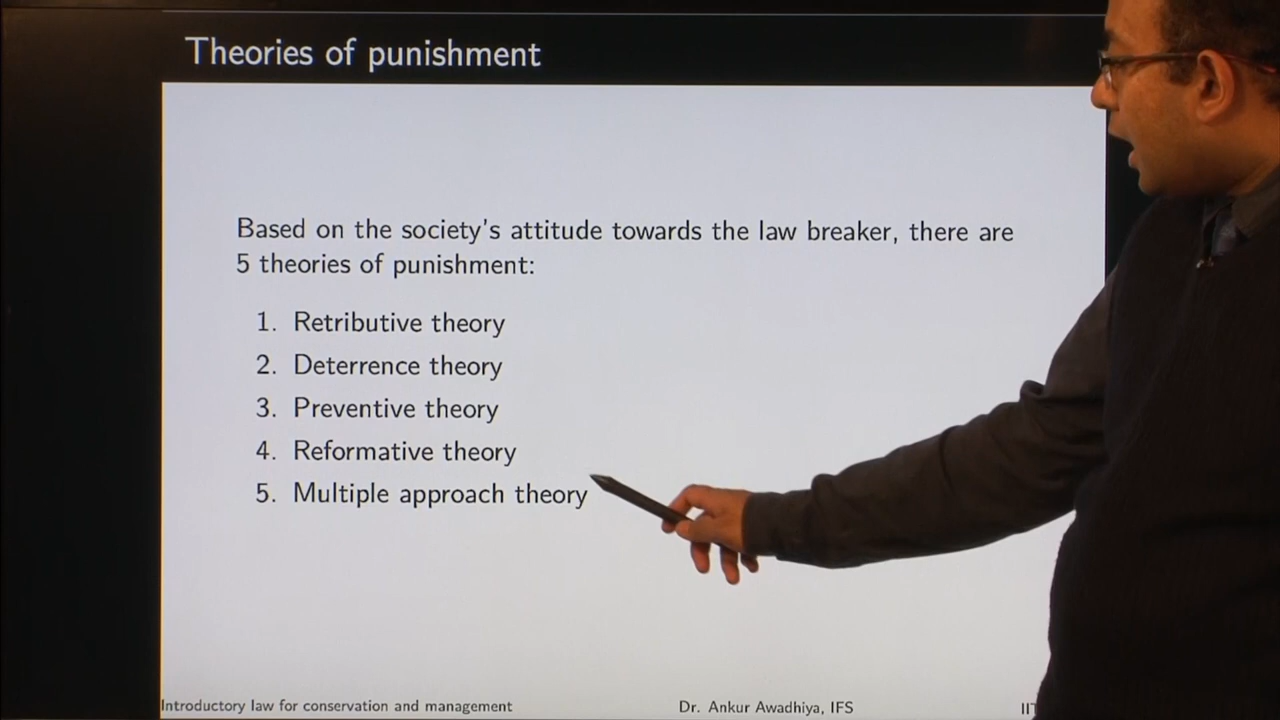 Theories of punishment
Based on the society's attitude towards the law breaker, there are
5 theories of punishment:
1. Retributive theory
2. Deterrence theory
3. Preventive theory
4. Reformative theory
5. Multiple approach theory
Introductory law for conservation and management Dr. Ankur Awadhiya, IFS